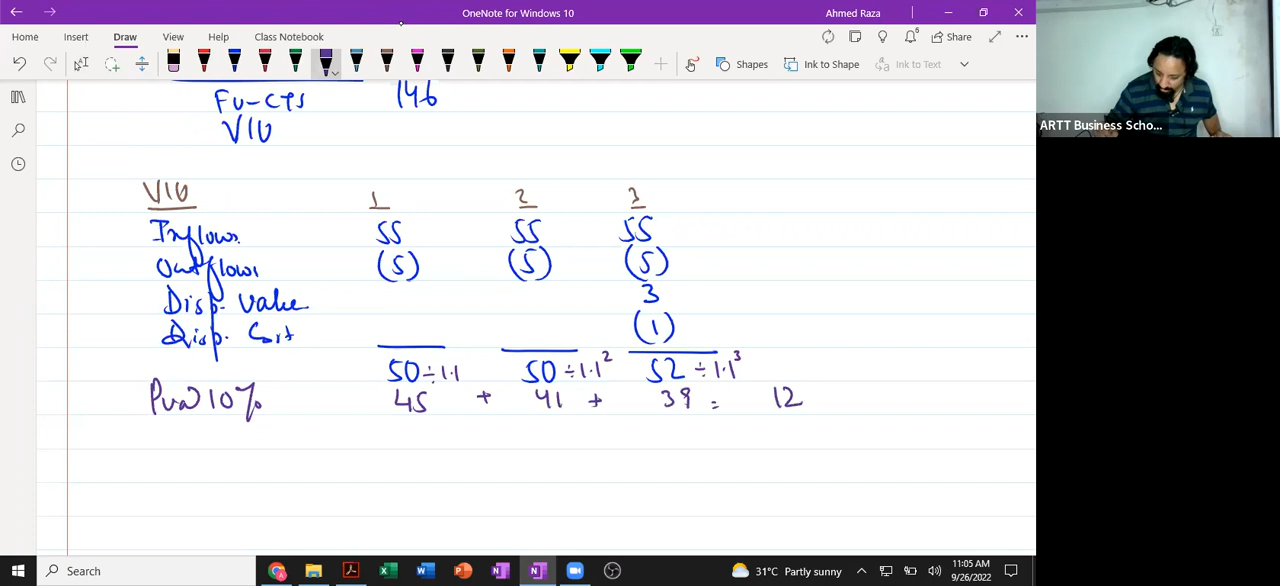 OneNote for Windows 10
Ahmed Raza
Home Insert Draw View Help Class Notebook
Share
Shapes Ink to Shape Ink to Text
ARTT Business Scho...
FV-CTS 146
VIU
VIU 1 2 3
Inflows 55 55 55
Outflows (5) (5) (5)
Disp. Value 3
Disp. Cost (1)
50 ÷ 1.1 50 ÷ 1.1² 52 ÷ 1.1³
PV@10% 45 + 41 + 39 = 12
Search
31°C Partly sunny
11:05 AM
9/26/2022